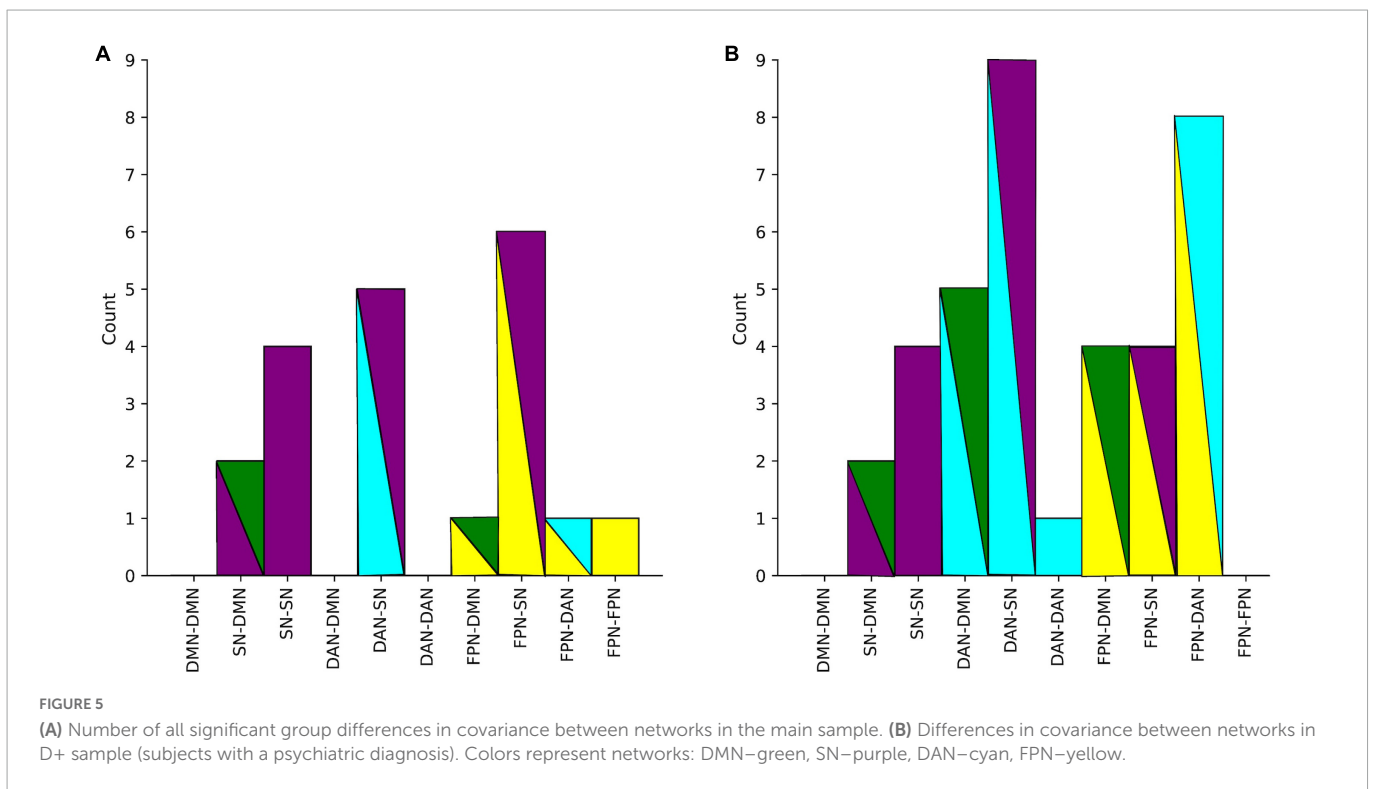 A
9
8
7
6
5
4
3
2
1
0
Count
DMN-DMN
SN-DMN
SN-SN
DAN-DMN
DAN-SN
DAN-DAN
FPN-DMN
FPN-SN
FPN-DAN
FPN-FPN
B
9
8
7
6
5
4
3
2
1
0
Count
DMN-DMN
SN-DMN
SN-SN
DAN-DMN
DAN-SN
DAN-DAN
FPN-DMN
FPN-SN
FPN-DAN
FPN-FPN
FIGURE 5
(A) Number of all significant group differences in covariance between networks in the main sample. (B) Differences in covariance between networks in
D+ sample (subjects with a psychiatric diagnosis). Colors represent networks: DMN–green, SN–purple, DAN–cyan, FPN–yellow.